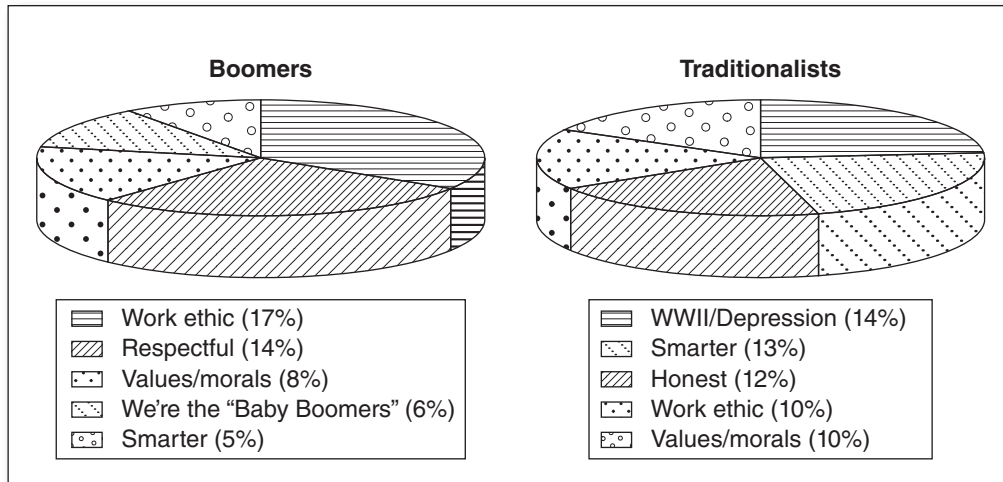 Boomers
Work ethic (17%)
Respectful (14%)
Values/morals (8%)
We're the “Baby Boomers” (6%)
Smarter (5%)
Traditionalists
WWII/Depression (14%)
Smarter (13%)
Honest (12%)
Work ethic (10%)
Values/morals (10%)